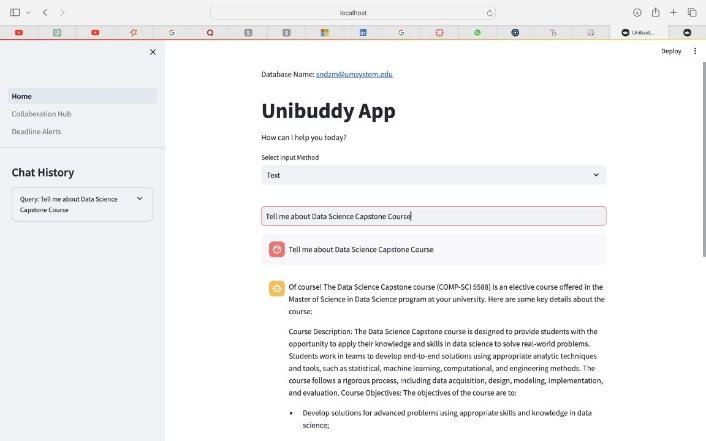 localhost
Unibud...
Deploy
Home
Collaberation Hub
Deadline Alerts
Chat History
Query: Tell me about Data Science
Capstone Course
Database Name: sndzm@umsystem.edu
Unibuddy App
How can I help you today?
Select Input Method
Text
Tell me about Data Science Capstone Course
Tell me about Data Science Capstone Course
Of course! The Data Science Capstone course (COMP-SCI 5588) is an elective course offered in the
Master of Science in Data Science program at your university. Here are some key details about the
course:
Course Description: The Data Science Capstone course is designed to provide students with the
opportunity to apply their knowledge and skills in data science to solve real-world problems.
Students work in teams to develop end-to-end solutions using appropriate analytic techniques
and tools, such as statistical, machine learning, computational, and engineering methods. The
course follows a rigorous process, including data acquisition, design, modeling, implementation,
and evaluation. Course Objectives: The objectives of the course are to:
• Develop solutions for advanced problems using appropriate skills and knowledge in data
science;